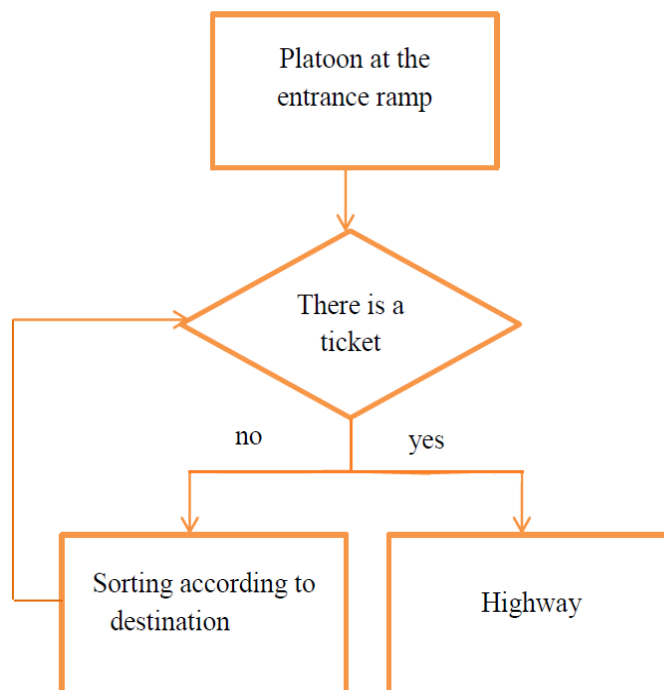 Platoon at the
entrance ramp
There is a
ticket
no
yes
Sorting according to
destination
Highway